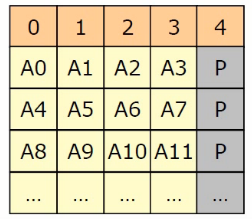 0 1 2 3 4
A0 A1 A2 A3 P
A4 A5 A6 A7 P
A8 A9 A10 A11 P
... ... ... ... ...